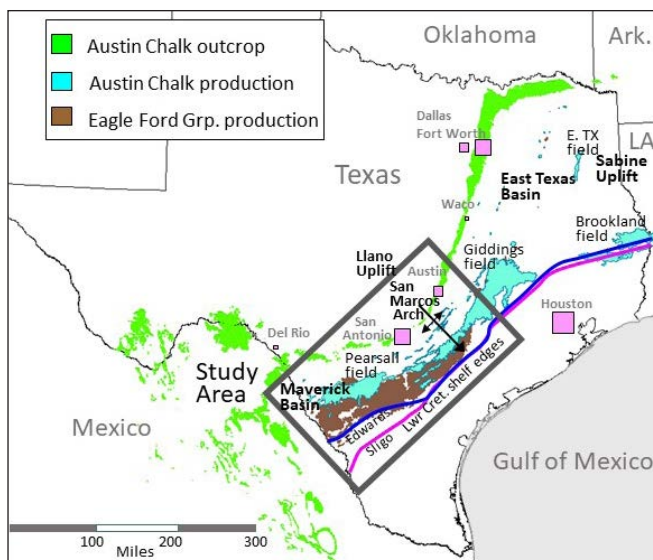 Oklahoma
Ark.
Austin Chalk outcrop
Austin Chalk production
Eagle Ford Grp. production
Dallas
Fort Worth
E. TX
field
LA
Sabine
Uplift
Texas
East Texas
Basin
Waco
Brookland
field
Giddings
field
Llano
Uplift
Austin
San
Marcos
Arch
Houston
Del Rio
San
Antonio
Pearsall
field
Study
Area
Maverick
Basin
Edwards
Sligo
Lwr Cret. shelf edges
Mexico
Gulf of Mexico
100 200 300
Miles